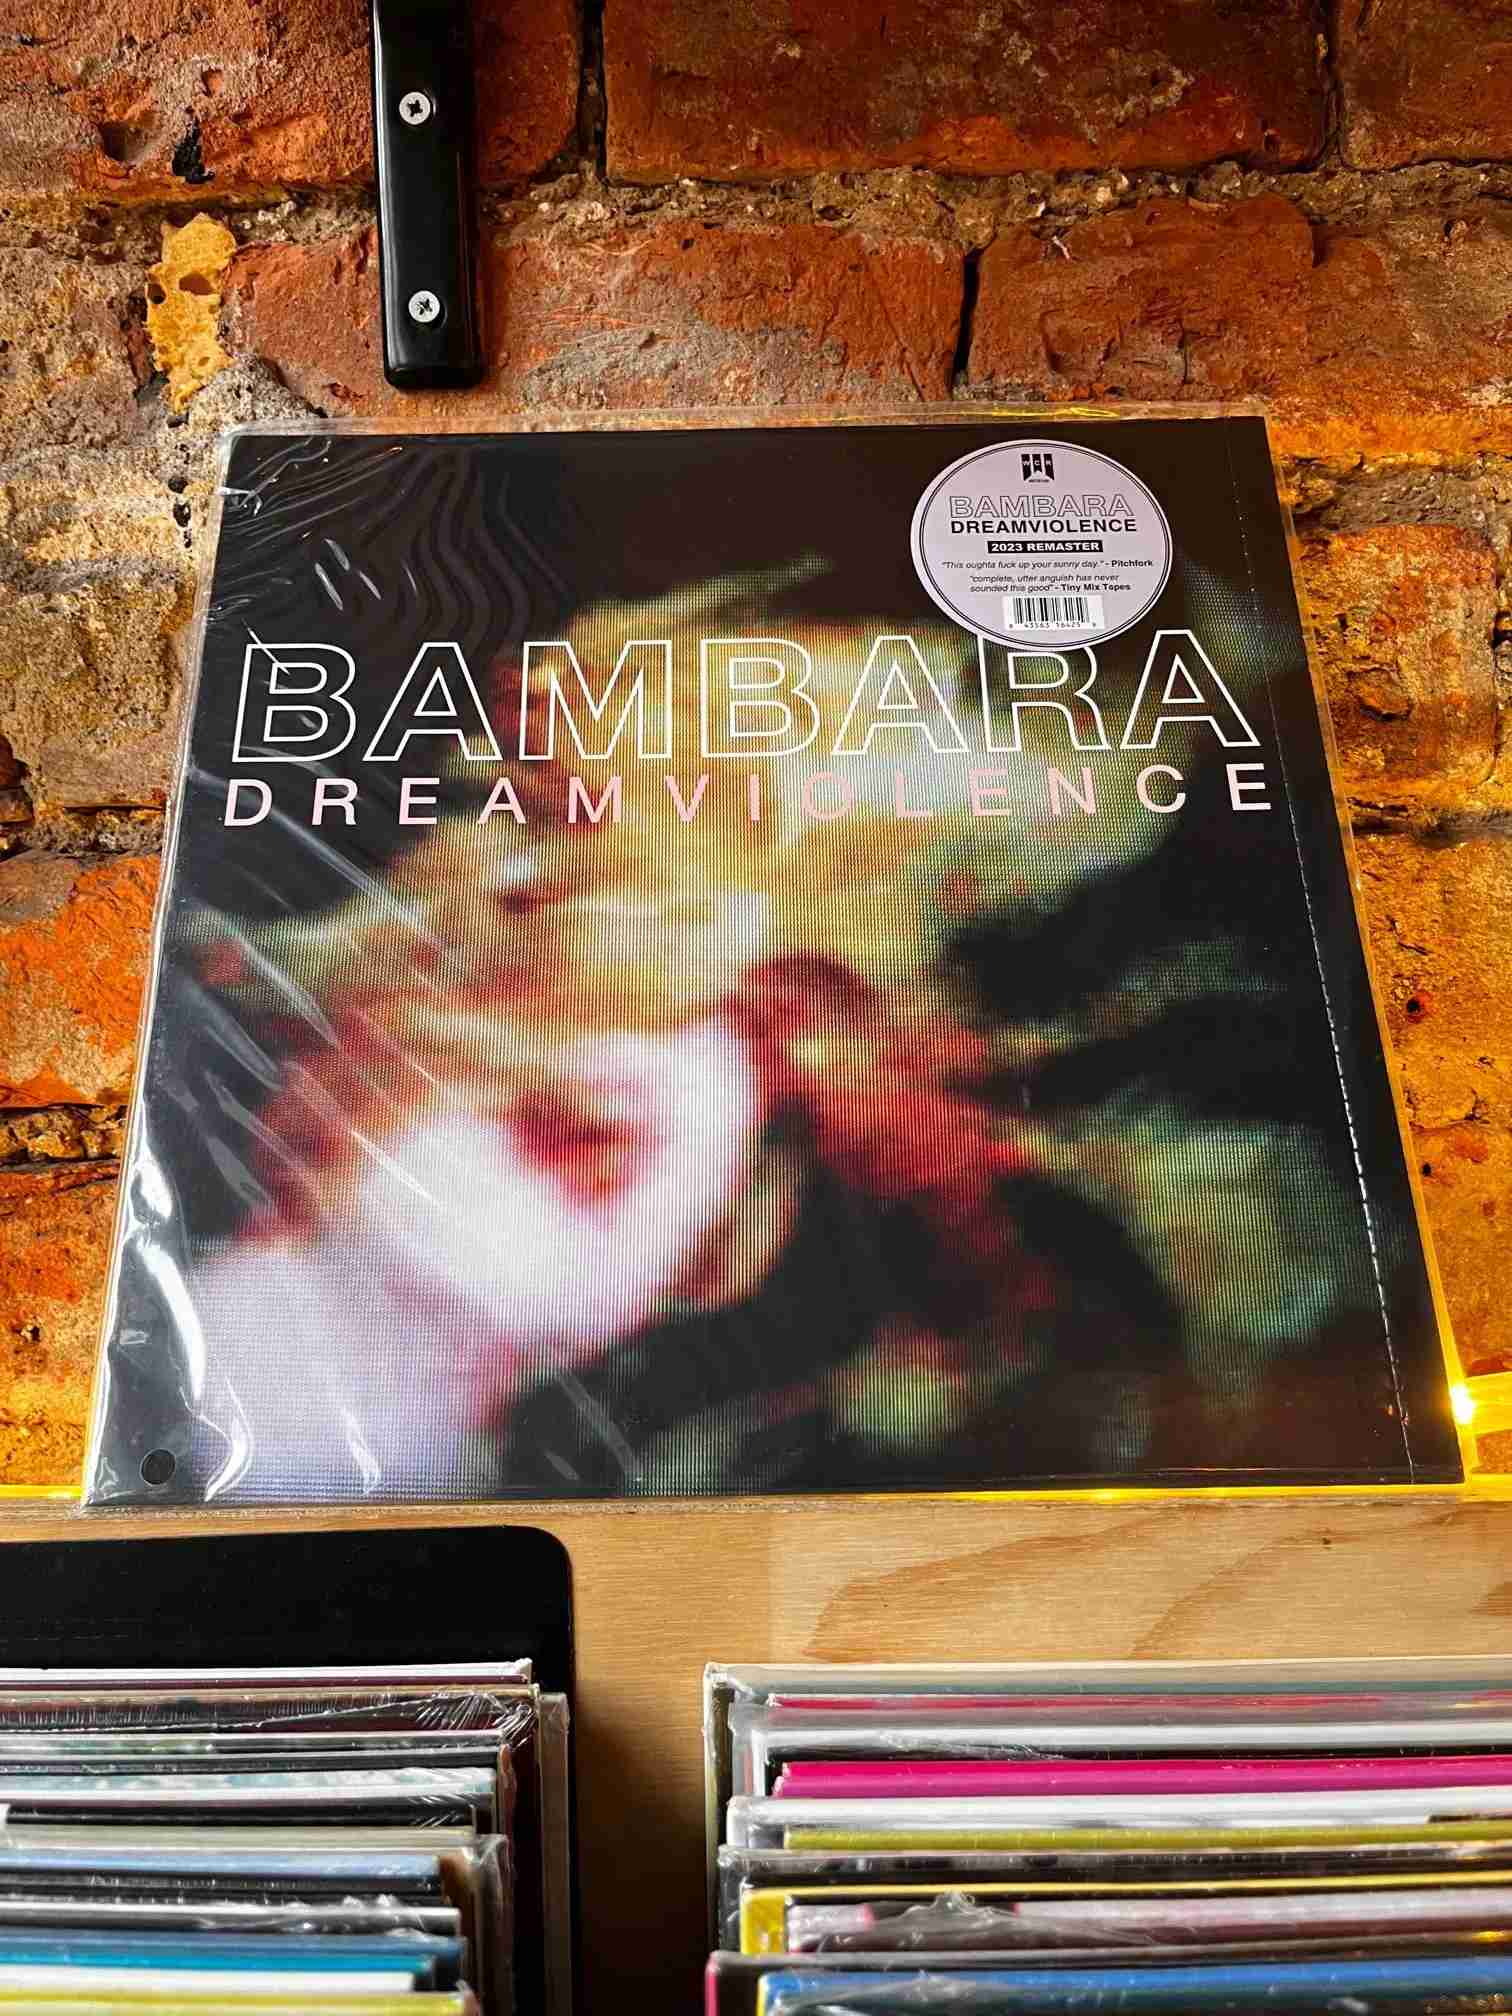 WCR
BAMBARA
DREAMVIOLENCE
2023 REMASTER
"This oughta fuck up your sunny day." - Pitchfork
"complete, utter anguish has never
sounded this good" - Tiny Mix Tapes
BAMBARA
DREAMVIOLENCE